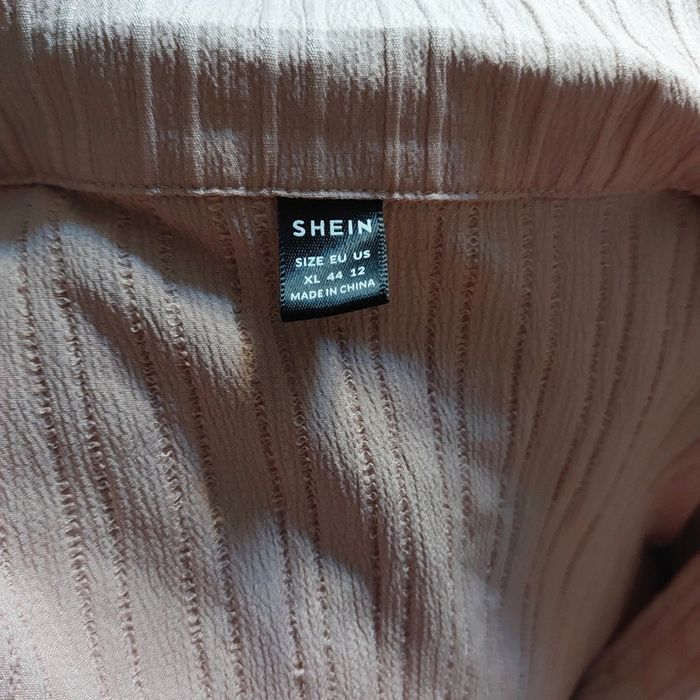 SHEIN
SIZE EU US
XL 44 12
MADE IN CHINA